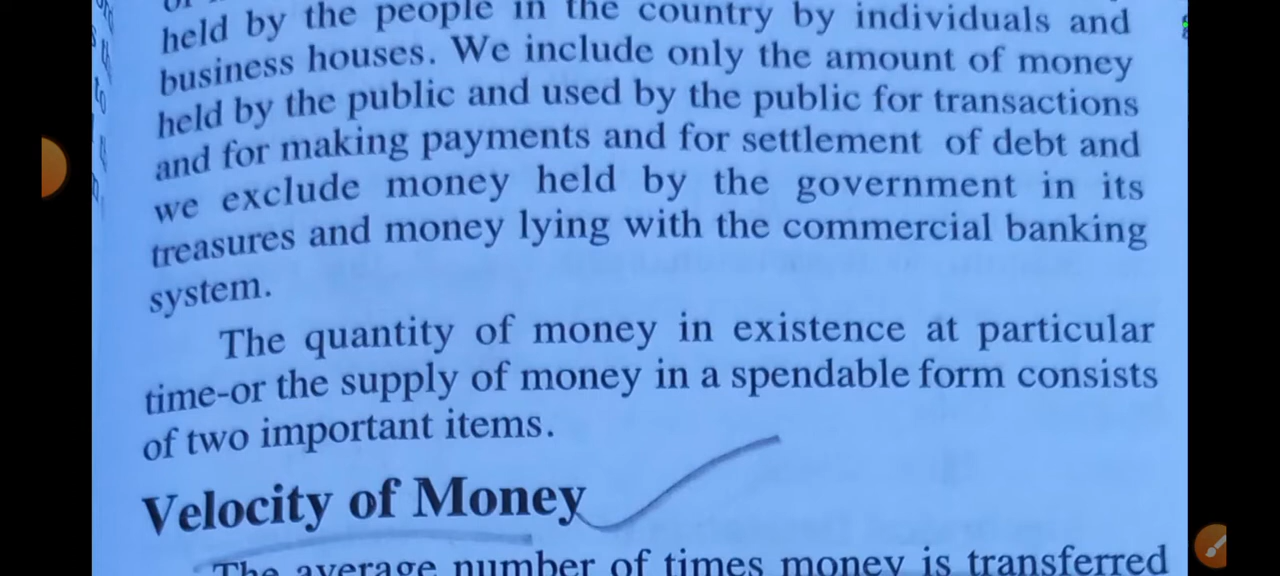 held by the people in the country by individuals and
business houses. We include only the amount of money
held by the public and used by the public for transactions
and for making payments and for settlement of debt and
we exclude money held by the government in its
treasures and money lying with the commercial banking
system.
The quantity of money in existence at particular
time-or the supply of money in a spendable form consists
of two important items.
Velocity of Money
The average number of times money is transferred